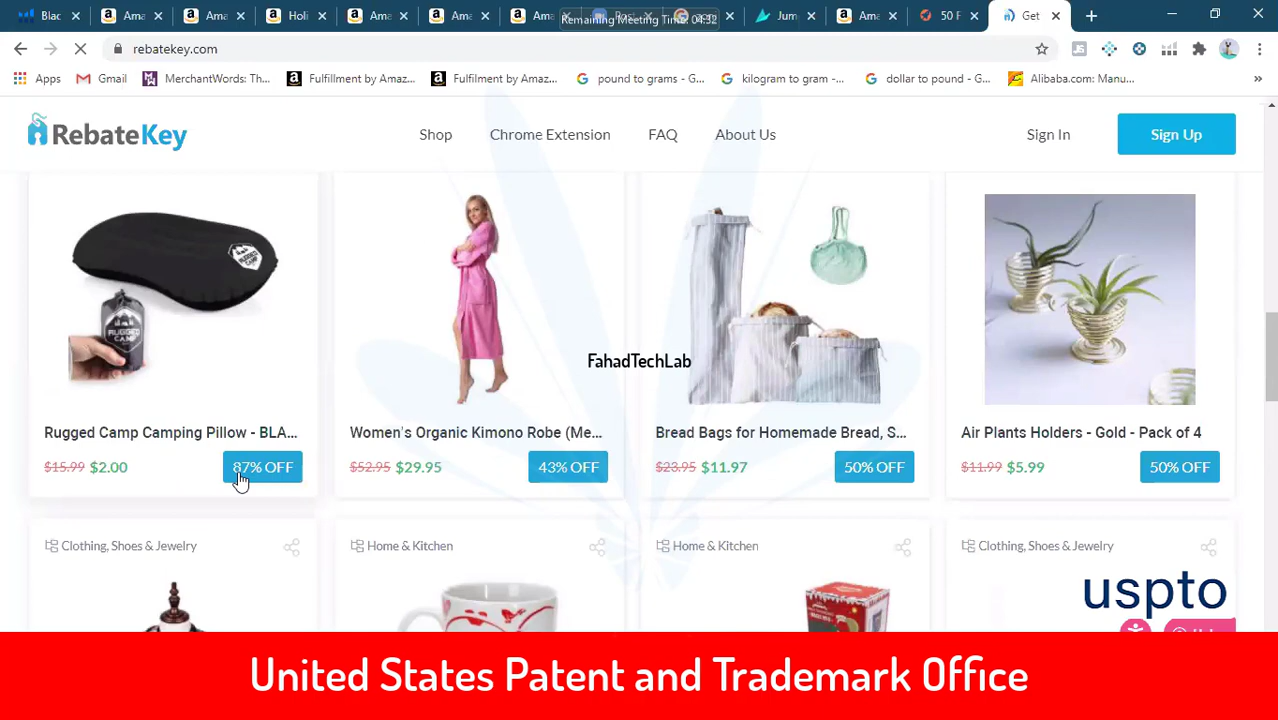 Blac Ama Ama Holi Ama Ama Ama Jum Ama 50 F Get
Remaining Meeting Time: 04:32
rebatekey.com
Apps Gmail MerchantWords: Th... Fulfillment by Amaz... Fulfilment by Amaz... pound to grams - G... kilogram to gram -... dollar to pound - G... Alibaba.com: Manu... »
RebateKey Shop Chrome Extension FAQ About Us Sign In Sign Up
RUGGED CAMP
RUGGED CAMP
FahadTechLab
Rugged Camp Camping Pillow - BLA... Women's Organic Kimono Robe (Me... Bread Bags for Homemade Bread, S... Air Plants Holders - Gold - Pack of 4
$15.99 $2.00 87% OFF $52.95 $29.95 43% OFF $23.95 $11.97 50% OFF $11.99 $5.99 50% OFF
Clothing, Shoes & Jewelry Home & Kitchen Home & Kitchen Clothing, Shoes & Jewelry
uspto
United States Patent and Trademark Office